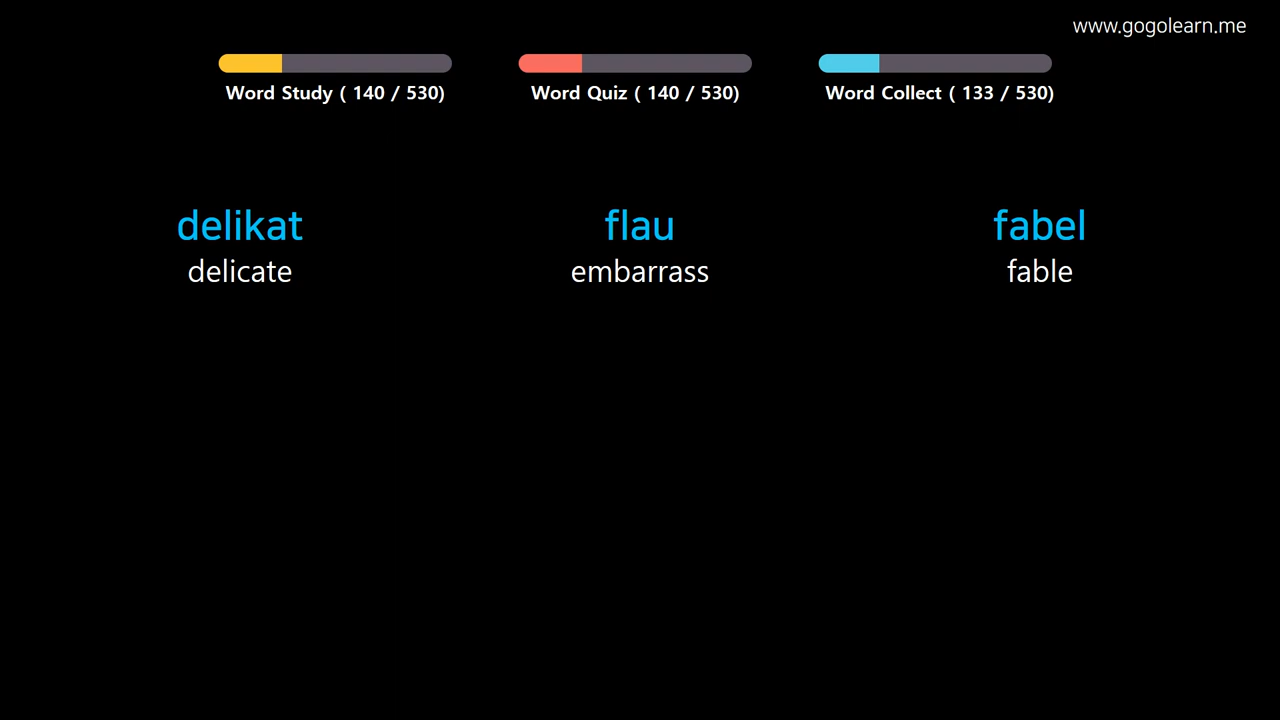 www.gogolearn.me
Word Study ( 140 / 530)
Word Quiz ( 140 / 530)
Word Collect ( 133 / 530)
delikat
delicate
flau
embarrass
fabel
fable